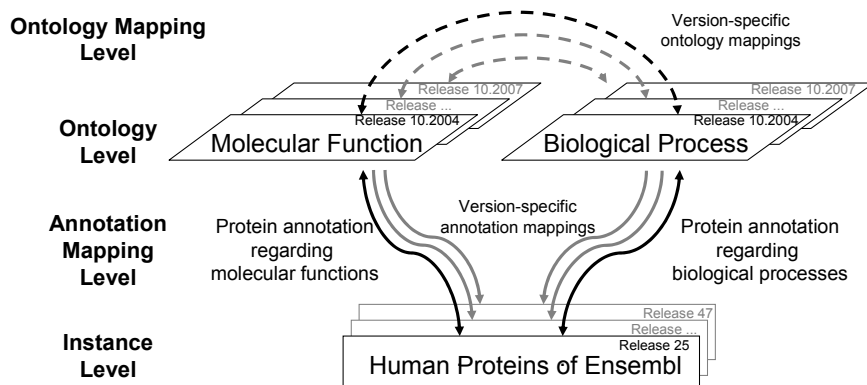 Ontology Mapping
Level
Version-specific
ontology mappings
Release 10.2007
Release ...
Release 10.2004
Molecular Function
Release 10.2007
Release ...
Release 10.2004
Biological Process
Ontology
Level
Annotation
Mapping
Level
Protein annotation
regarding
molecular functions
Version-specific
annotation mappings
Protein annotation
regarding
biological processes
Instance
Level
Release 47
Release ...
Release 25
Human Proteins of Ensembl